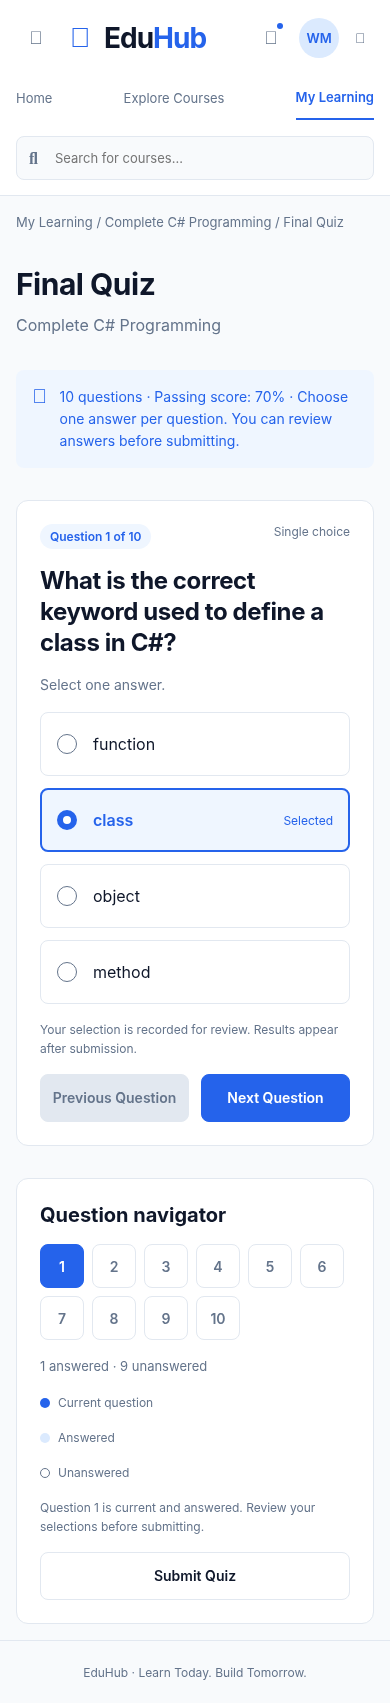 EduHub
WM
Home Explore Courses My Learning
Search for courses...
My Learning / Complete C# Programming / Final Quiz
Final Quiz
Complete C# Programming
10 questions · Passing score: 70% · Choose
one answer per question. You can review
answers before submitting.
Question 1 of 10
Single choice
What is the correct
keyword used to define a
class in C#?
Select one answer.
function
class Selected
object
method
Your selection is recorded for review. Results appear
after submission.
Previous Question Next Question
Question navigator
1 2 3 4 5 6
7 8 9 10
1 answered · 9 unanswered
Current question
Answered
Unanswered
Question 1 is current and answered. Review your
selections before submitting.
Submit Quiz
EduHub · Learn Today. Build Tomorrow.